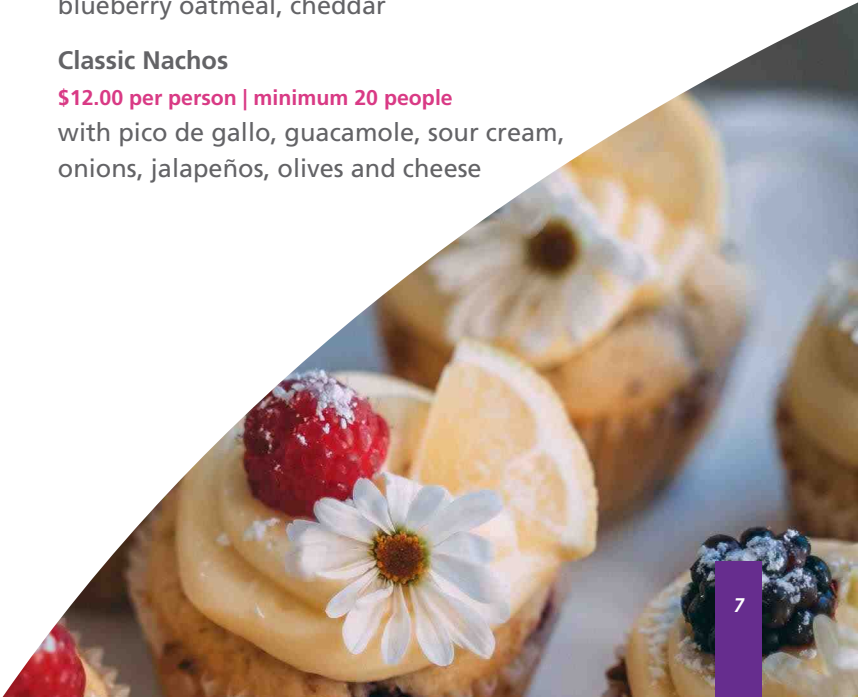 blueberry oatmeal, cheddar
Classic Nachos
$12.00 per person | minimum 20 people
with pico de gallo, guacamole, sour cream,
onions, jalapeños, olives and cheese
7